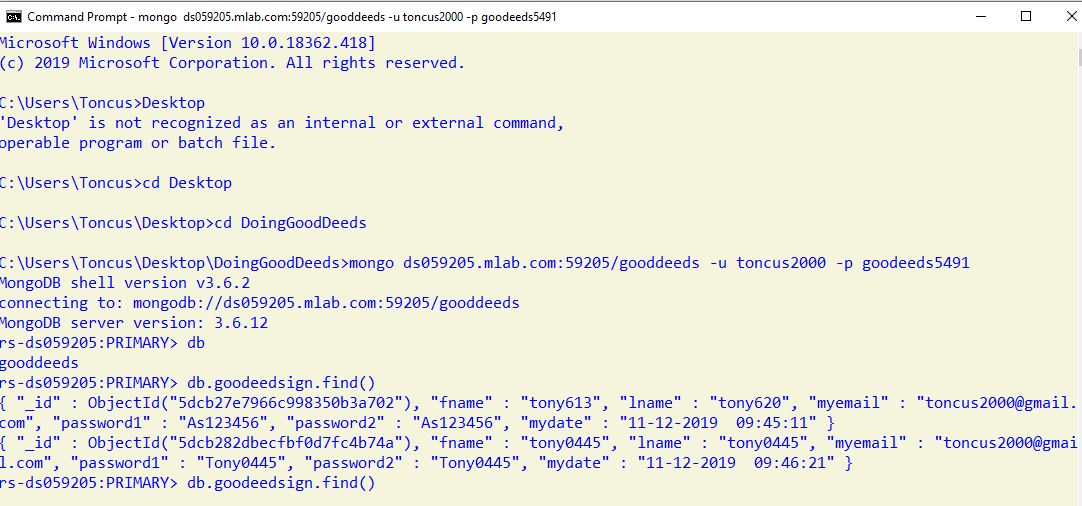 Command Prompt - mongo  ds059205.mlab.com:59205/gooddeeds -u toncus2000 -p goodeeds5491
Microsoft Windows [Version 10.0.18362.418]
(c) 2019 Microsoft Corporation. All rights reserved.
C:\Users\Toncus>Desktop
'Desktop' is not recognized as an internal or external command,
operable program or batch file.
C:\Users\Toncus>cd Desktop
C:\Users\Toncus\Desktop>cd DoingGoodDeeds
C:\Users\Toncus\Desktop\DoingGoodDeeds>mongo ds059205.mlab.com:59205/gooddeeds -u toncus2000 -p goodeeds5491
MongoDB shell version v3.6.2
connecting to: mongodb://ds059205.mlab.com:59205/gooddeeds
MongoDB server version: 3.6.12
rs-ds059205:PRIMARY> db
gooddeeds
rs-ds059205:PRIMARY> db.goodeedsign.find()
{ "_id" : ObjectId("5dcb27e7966c998350b3a702"), "fname" : "tony613", "lname" : "tony620", "myemail" : "toncus2000@gmail.
com", "password1" : "As123456", "password2" : "As123456", "mydate" : "11-12-2019  09:45:11" }
{ "_id" : ObjectId("5dcb282dbecfbf0d7fc4b74a"), "fname" : "tony0445", "lname" : "tony0445", "myemail" : "toncus2000@gmai
l.com", "password1" : "Tony0445", "password2" : "Tony0445", "mydate" : "11-12-2019  09:46:21" }
rs-ds059205:PRIMARY> db.goodeedsign.find()